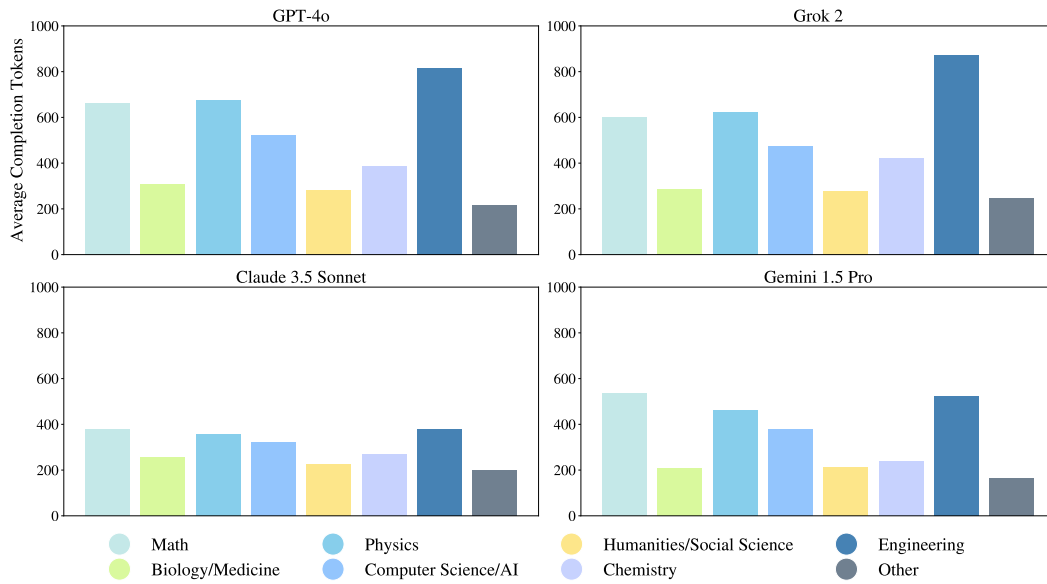 GPT-4o
Grok 2
Average Completion Tokens
1000
800
600
400
200
0
1000
800
600
400
200
0
Claude 3.5 Sonnet
Gemini 1.5 Pro
1000
800
600
400
200
0
1000
800
600
400
200
0
Math
Physics
Humanities/Social Science
Engineering
Biology/Medicine
Computer Science/AI
Chemistry
Other